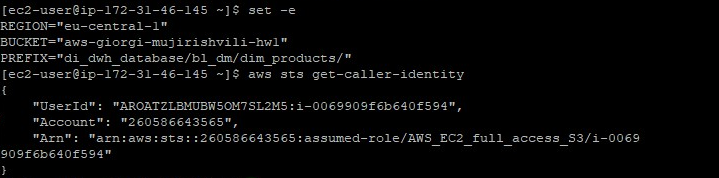 [ec2-user@ip-172-31-46-145 ~]$ set -e
REGION="eu-central-1"
BUCKET="aws-giorgi-mujirishvili-hw1"
PREFIX="di_dwh_database/bl_dm/dim_products/"
[ec2-user@ip-172-31-46-145 ~]$ aws sts get-caller-identity
{
    "UserId": "AROATZLBMUBW5OM7SL2M5:i-0069909f6b640f594",
    "Account": "260586643565",
    "Arn": "arn:aws:sts::260586643565:assumed-role/AWS_EC2_full_access_S3/i-0069
909f6b640f594"
}